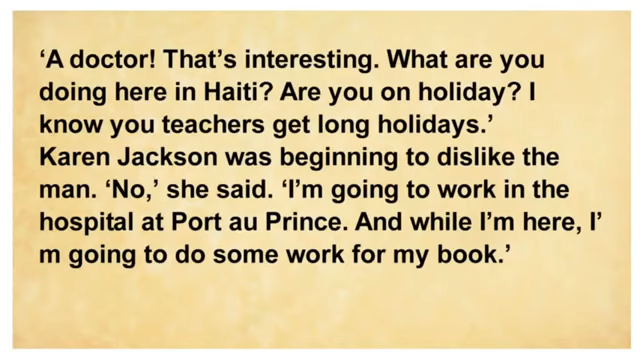 ‘A doctor! That’s interesting. What are you
doing here in Haiti? Are you on holiday? I
know you teachers get long holidays.’
Karen Jackson was beginning to dislike the
man. ‘No,’ she said. ‘I’m going to work in the
hospital at Port au Prince. And while I’m here, I’
m going to do some work for my book.’